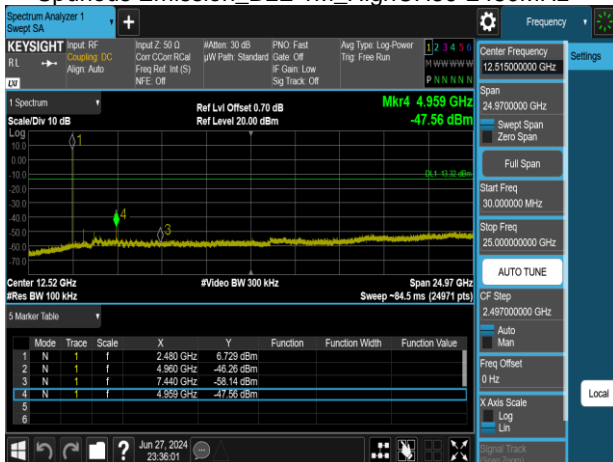 Spectrum Analyzer 1
Swept SA
+
Frequency
KEYSIGHT
RL
Input: RF
Coupling: DC
Align: Auto
Input Z: 50 Ω
Corr CCorr RCal
Freq Ref: Int (S)
NFE: Off
#Atten: 30 dB
µW Path: Standard
PNO: Fast
Gate: Off
IF Gain: Low
Sig Track: Off
Avg Type: Log-Power
Trig: Free Run
1 2 3 4 5 6
M W W W W W
P N N N N N
LXI
1 Spectrum
Scale/Div 10 dB
Ref Lvl Offset 0.70 dB
Ref Level 20.00 dBm
Mkr4 4.959 GHz
-47.56 dBm
Log
10.0
0.00
-10.0
-20.0
-30.0
-40.0
-50.0
-60.0
-70.0
1
4
3
DL1 -13.32 dBm
Center 12.52 GHz
#Res BW 100 kHz
#Video BW 300 kHz
Span 24.97 GHz
Sweep ~64.5 ms (24971 pts)
5 Marker Table
Mode Trace Scale X Y Function Function Width Function Value
1 N 1 f 2.480 GHz 6.729 dBm
2 N 1 f 4.960 GHz -46.26 dBm
3 N 1 f 7.440 GHz -58.14 dBm
4 N 1 f 4.959 GHz -47.56 dBm
5
6
?
Jun 27, 2024
23:36:01
Center Frequency
12.515000000 GHz
Settings
Span
24.9700000 GHz
Swept Span
Zero Span
Full Span
Start Freq
30.000000 MHz
Stop Freq
25.000000000 GHz
AUTO TUNE
CF Step
2.497000000 GHz
Auto
Man
Freq Offset
0 Hz
X Axis Scale
Log
Lin
Local
Signal Track
(Span Zoom)